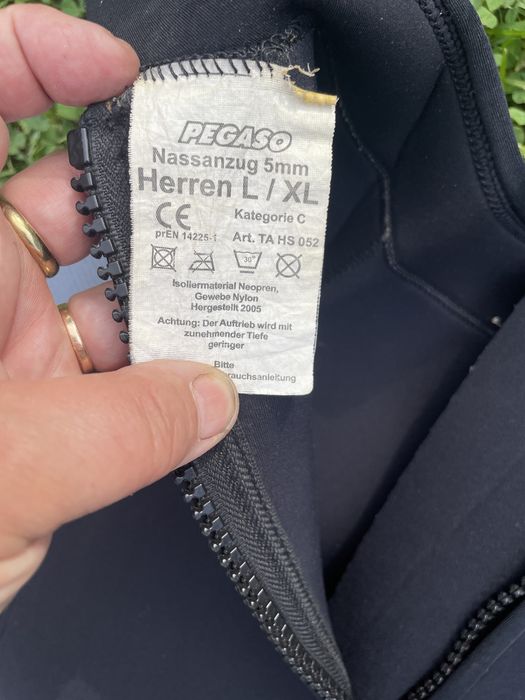 PEGASO
Nassanzug 5mm
Herren L / XL
CE Kategorie C
prEN 14225-1 Art. TA HS 052
30°
Isoliermaterial Neopren,
Gewebe Nylon
Hergestellt 2005
Achtung: Der Auftrieb wird mit
zunehmender Tiefe
geringer
Bitte
rauchsanleitung